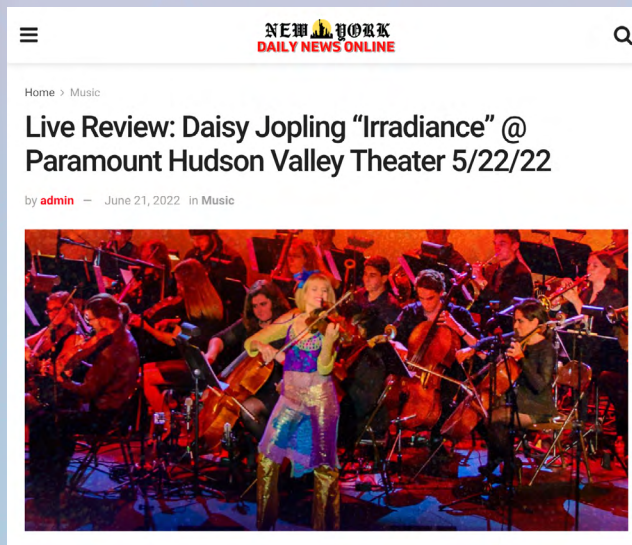 NEW YORK
DAILY NEWS ONLINE
Home > Music
Live Review: Daisy Jopling “Irradiance” @
Paramount Hudson Valley Theater 5/22/22
by admin — June 21, 2022 in Music